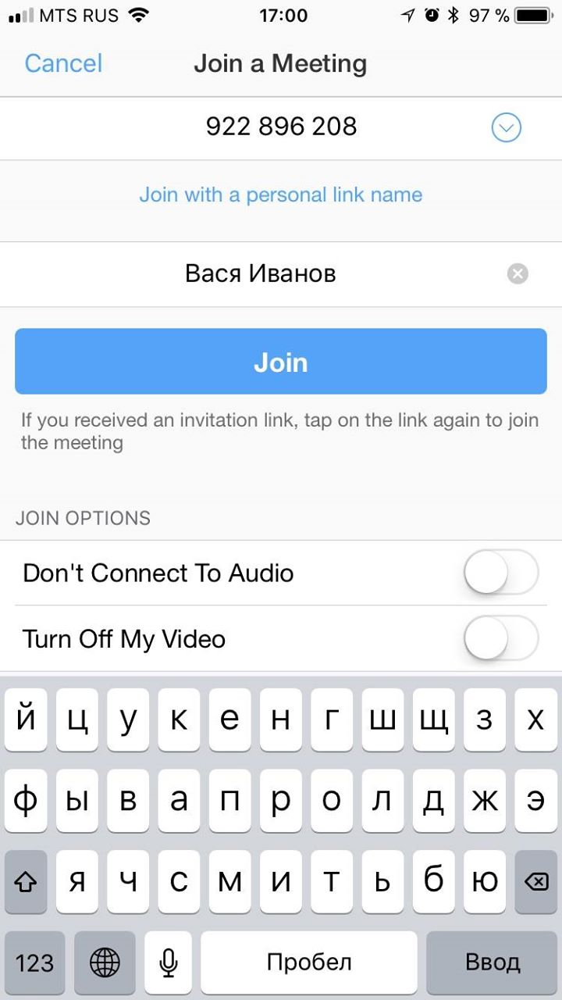 MTS RUS 17:00 97 %
Cancel Join a Meeting
922 896 208
Join with a personal link name
Вася Иванов
Join
If you received an invitation link, tap on the link again to join
the meeting
JOIN OPTIONS
Don't Connect To Audio
Turn Off My Video
й ц у к е н г ш щ з х
ф ы в а п р о л д ж э
я ч с м и т ь б ю
123 Пробел Ввод